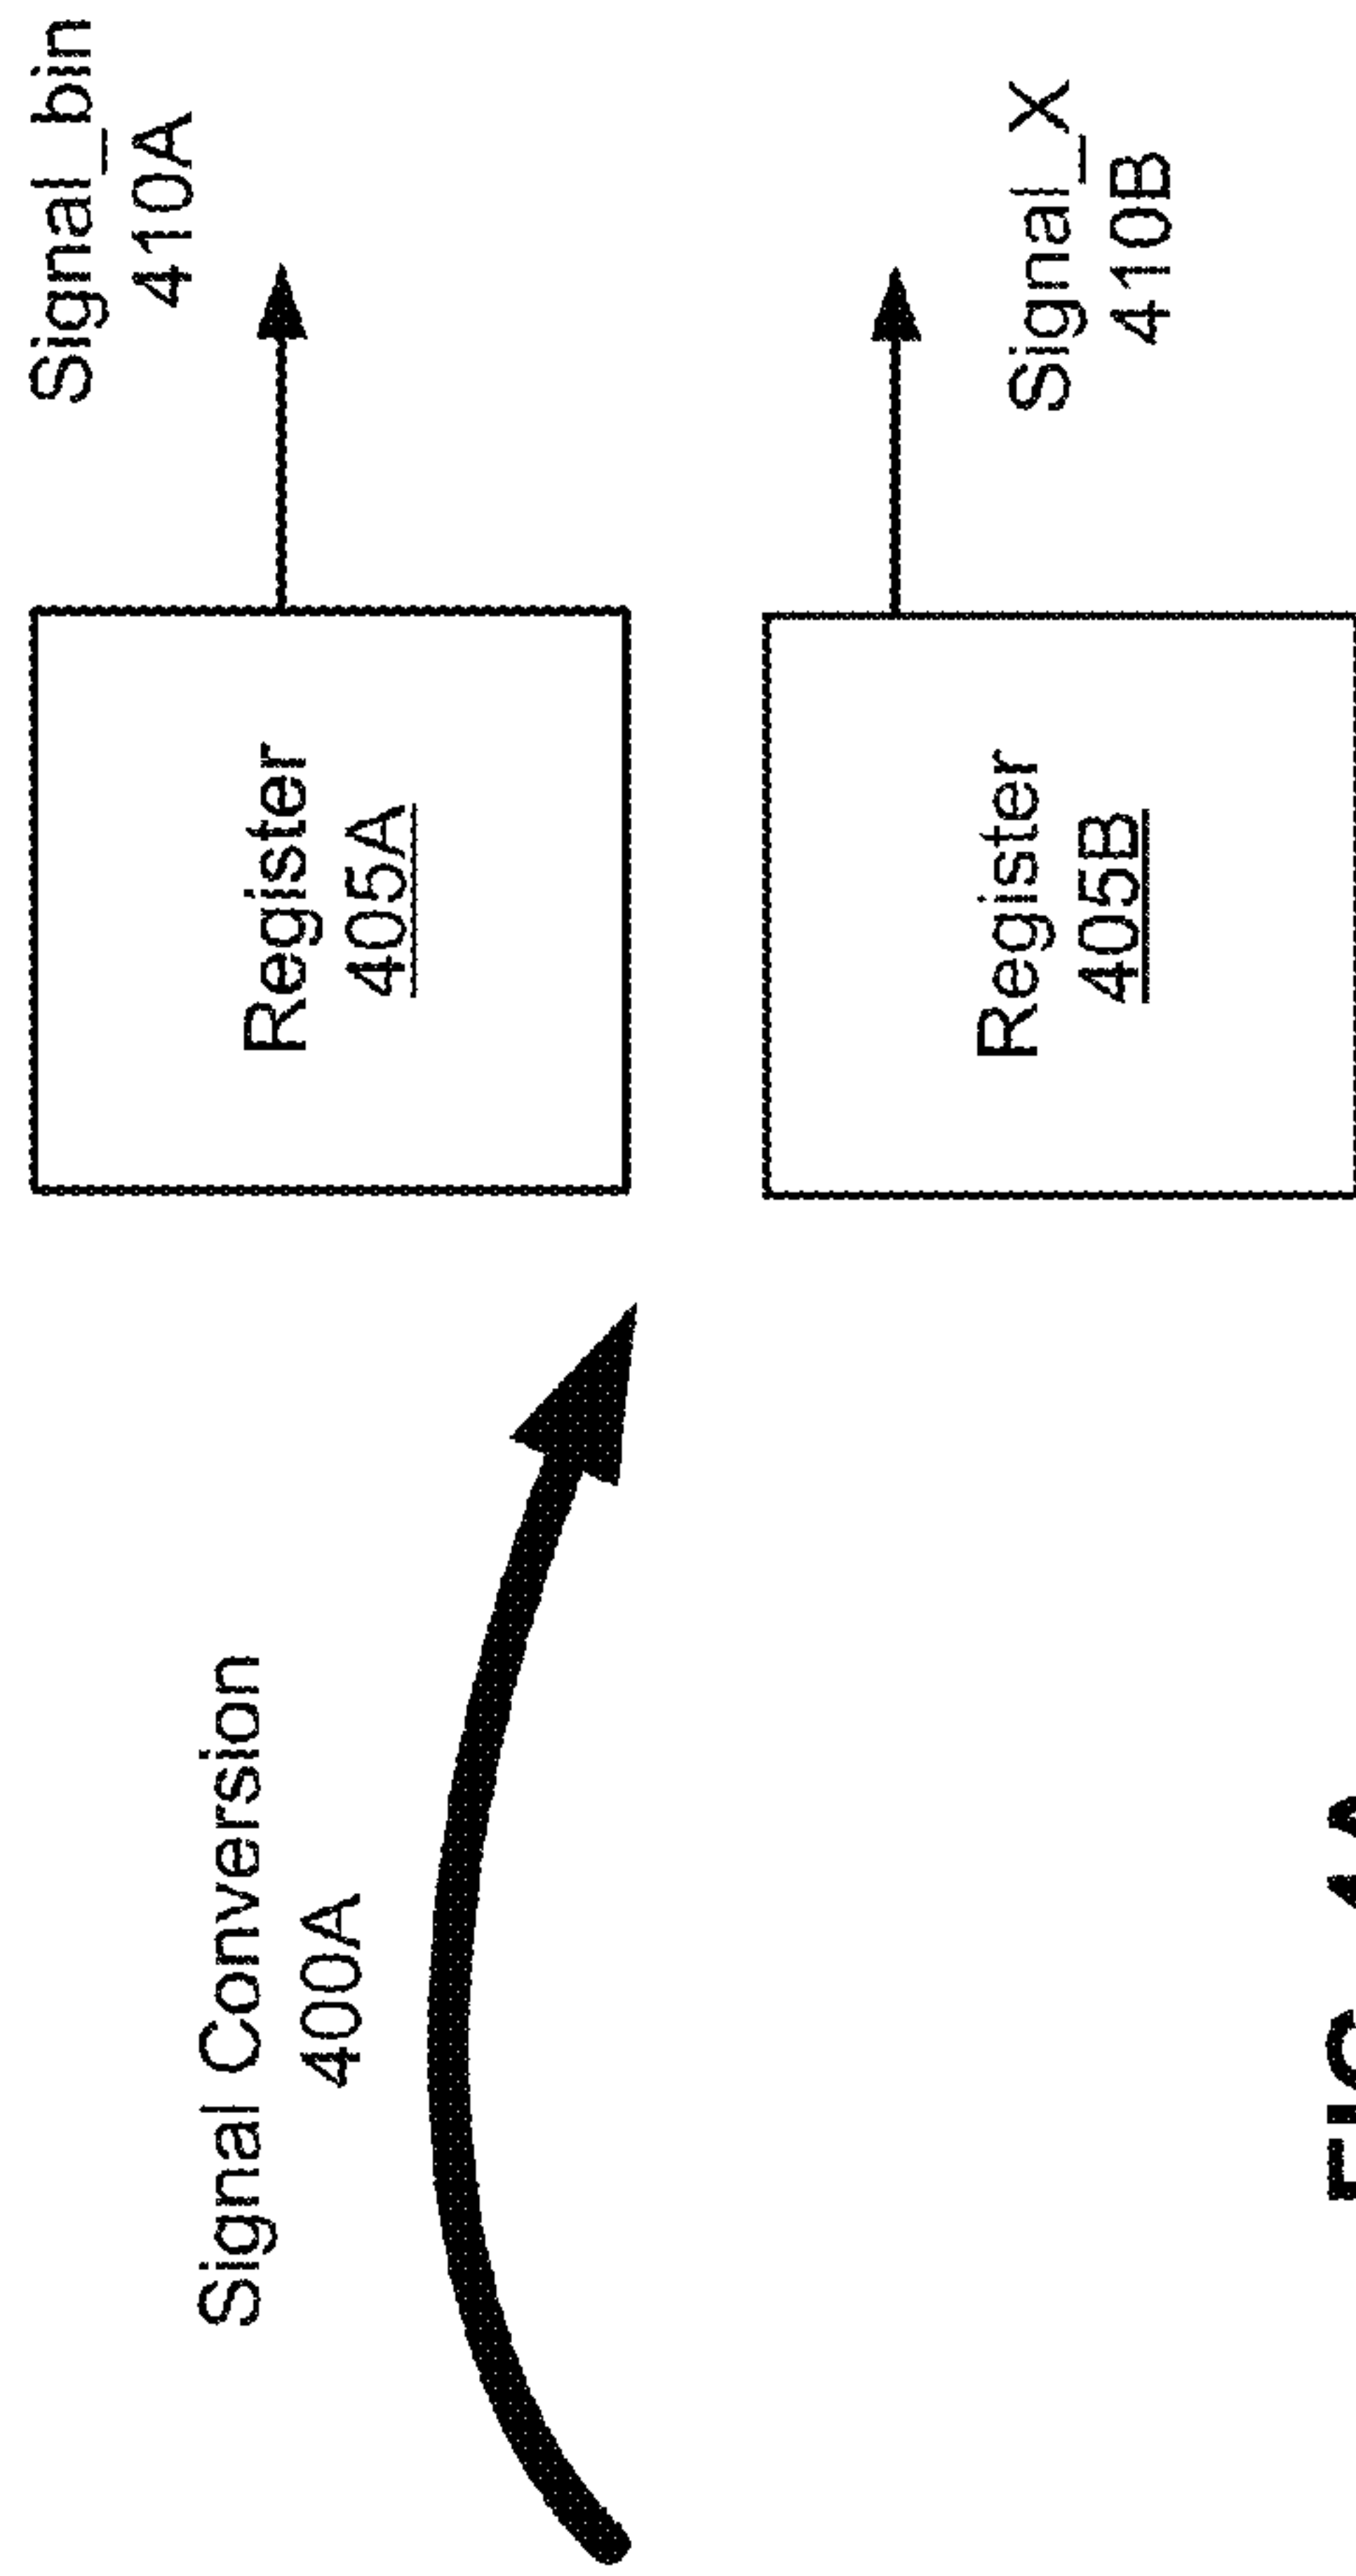 Signal Conversion
400A
Register
405A
Signal_bin
410A
Register
405B
Signal_X
410B